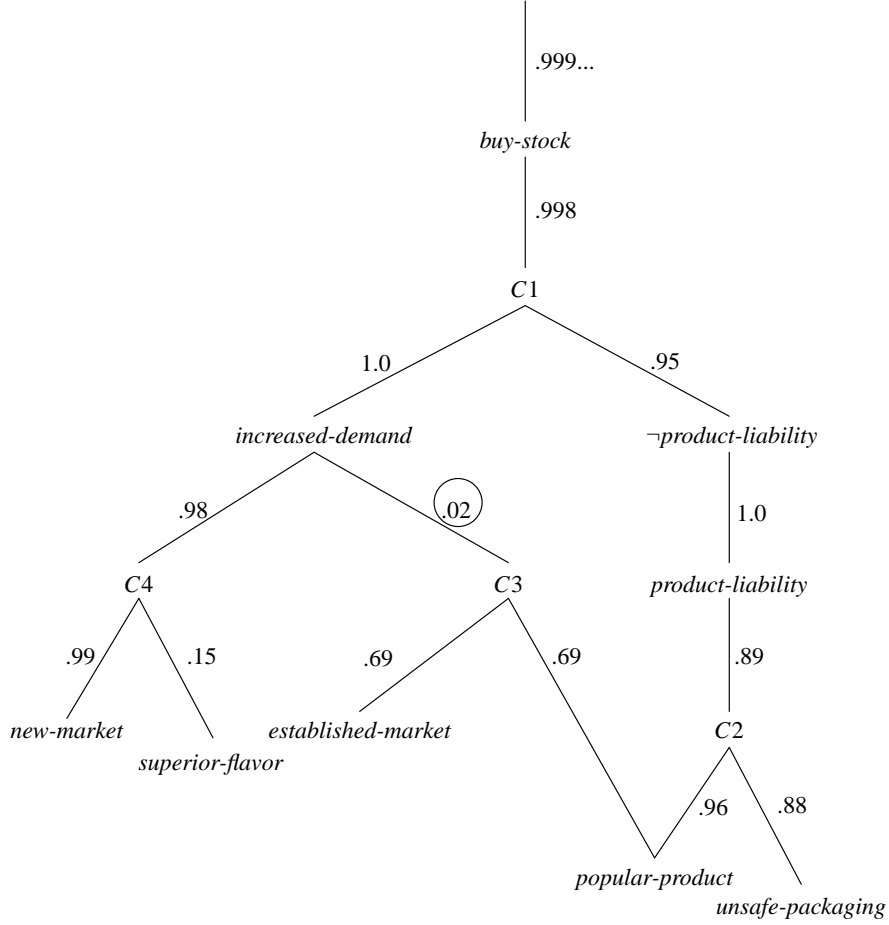 .999...
buy-stock
.998
C1
1.0
.95
increased-demand
¬product-liability
.98
.02
1.0
C4
C3
product-liability
.99
.15
.69
.69
.89
new-market
established-market
C2
superior-flavor
.96
.88
popular-product
unsafe-packaging